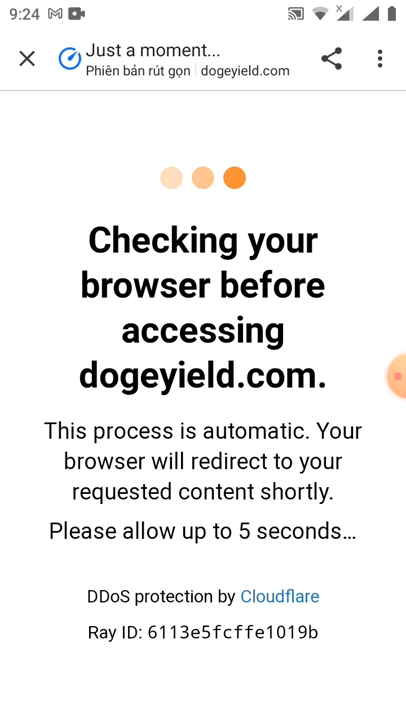 9:24
Just a moment...
Phiên bản rút gọn dogeyield.com
Checking your
browser before
accessing
dogeyield.com.
This process is automatic. Your
browser will redirect to your
requested content shortly.
Please allow up to 5 seconds…
DDoS protection by Cloudflare
Ray ID: 6113e5fcffe1019b